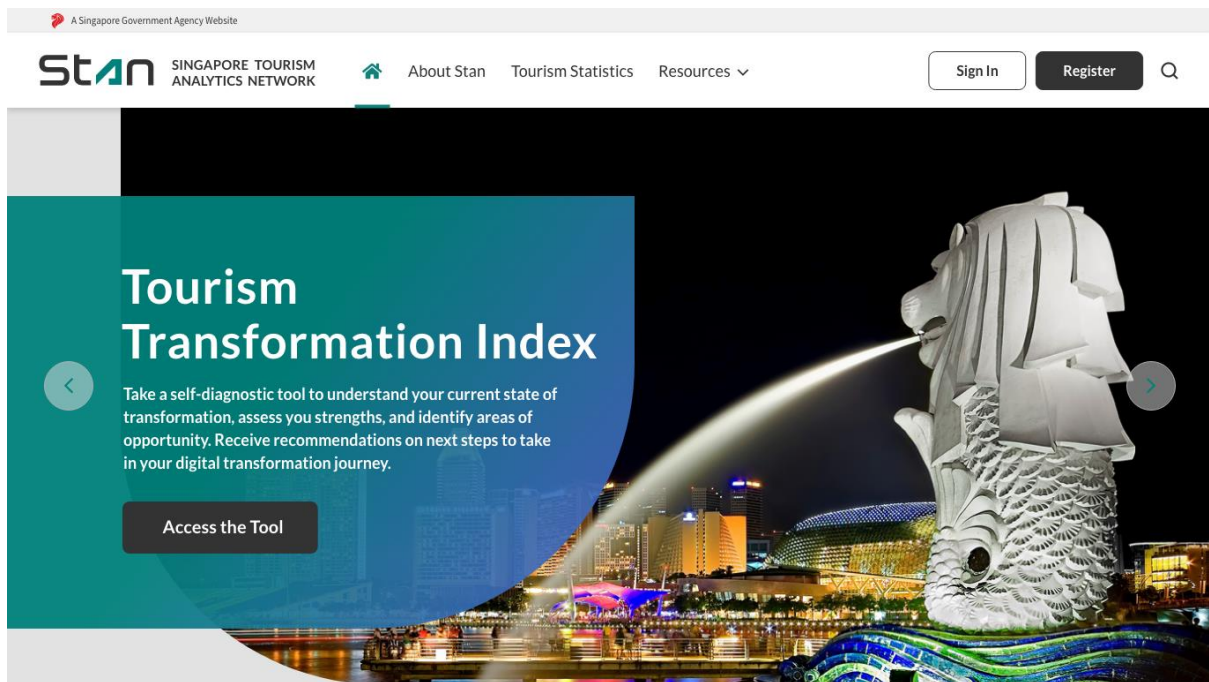 A Singapore Government Agency Website
Stan
SINGAPORE TOURISM
ANALYTICS NETWORK
About Stan
Tourism Statistics
Resources
Sign In
Register
Tourism
Transformation Index
Take a self-diagnostic tool to understand your current state of
transformation, assess you strengths, and identify areas of
opportunity. Receive recommendations on next steps to take
in your digital transformation journey.
Access the Tool